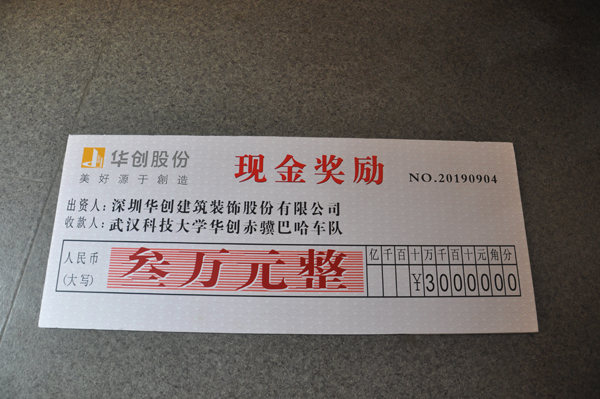 华创股份
美好源于創造
现金奖励
NO.20190904
出资人:深圳华创建筑装饰股份有限公司
收款人:武汉科技大学华创赤骥巴哈车队
人民币
(大写)
叁万元整
亿千百十万千百十元角分
¥3000000